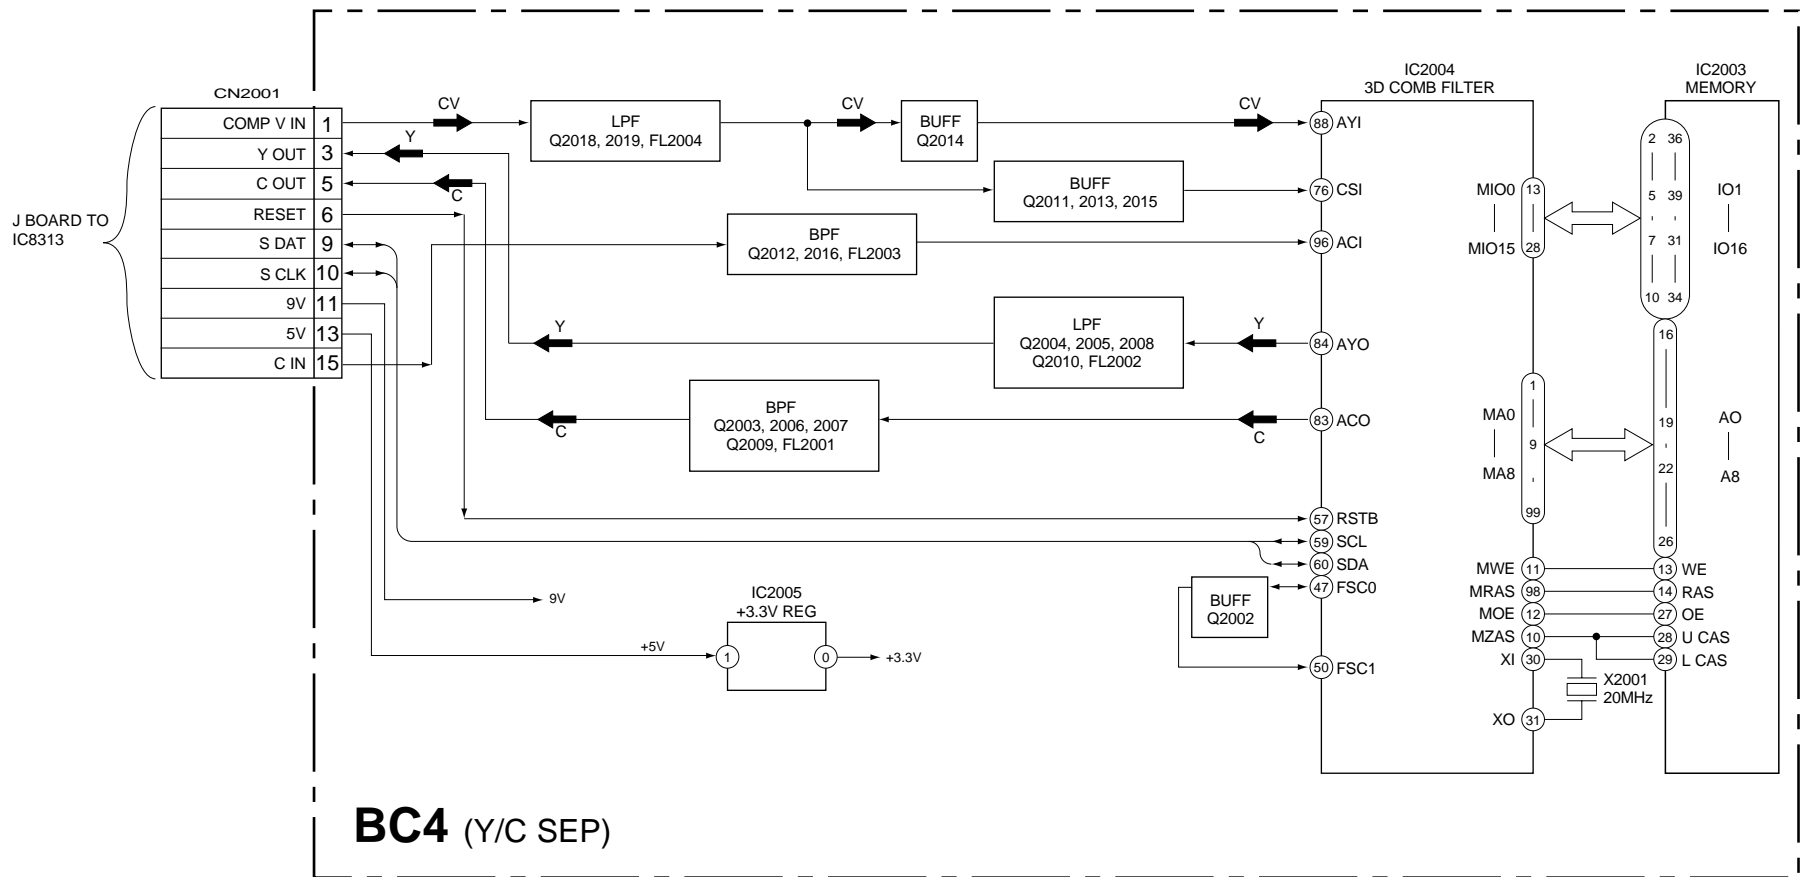 IC2004
3D COMB FILTER
IC2003
MEMORY
CN2001
CV
CV
CV
COMP V IN 1
LPF
Q2018, 2019, FL2004
BUFF
Q2014
88 AYI
2 36
Y OUT 3
Y
C OUT 5
C
BUFF
Q2011, 2013, 2015
76 CSI
MIO0 13
5 39
IO1
RESET 6
J BOARD TO
IC8313
S DAT 9
BPF
Q2012, 2016, FL2003
96 ACI
MIO15 28
7 31
IO16
S CLK 10
9V 11
10 34
5V 13
Y
LPF
Q2004, 2005, 2008
Q2010, FL2002
Y
84 AYO
16
C IN 15
BPF
Q2003, 2006, 2007
Q2009, FL2001
C
C
83 ACO
MA0
1
MA8
9
99
19
22
26
AO
A8
57 RSTB
59 SCL
60 SDA
47 FSC0
BUFF
Q2002
50 FSC1
MWE 11
13 WE
MRAS 98
14 RAS
MOE 12
27 OE
MZAS 10
28 U CAS
XI 30
29 L CAS
X2001
20MHz
XO 31
9V
IC2005
+3.3V REG
+5V
1
0
+3.3V
BC4 (Y/C SEP)